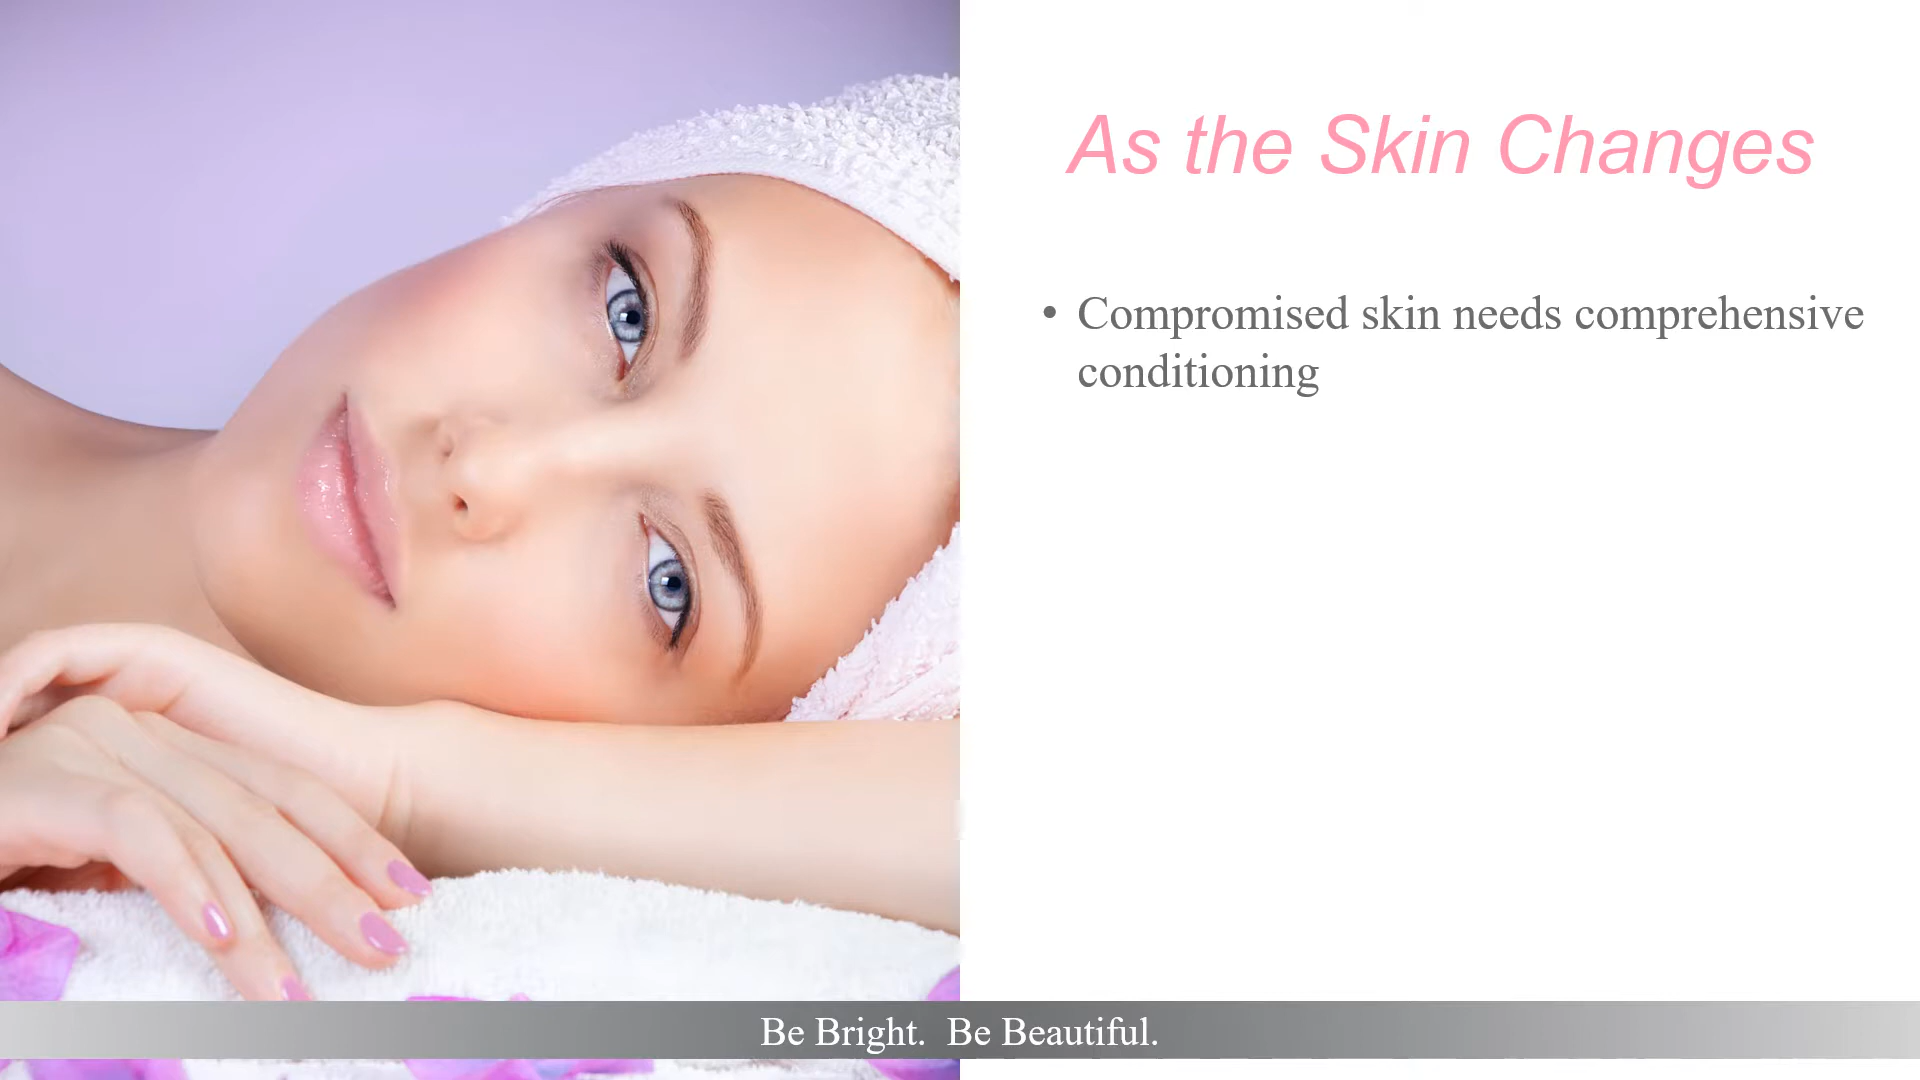 As the Skin Changes
• Compromised skin needs comprehensive
conditioning
Be Bright.  Be Beautiful.